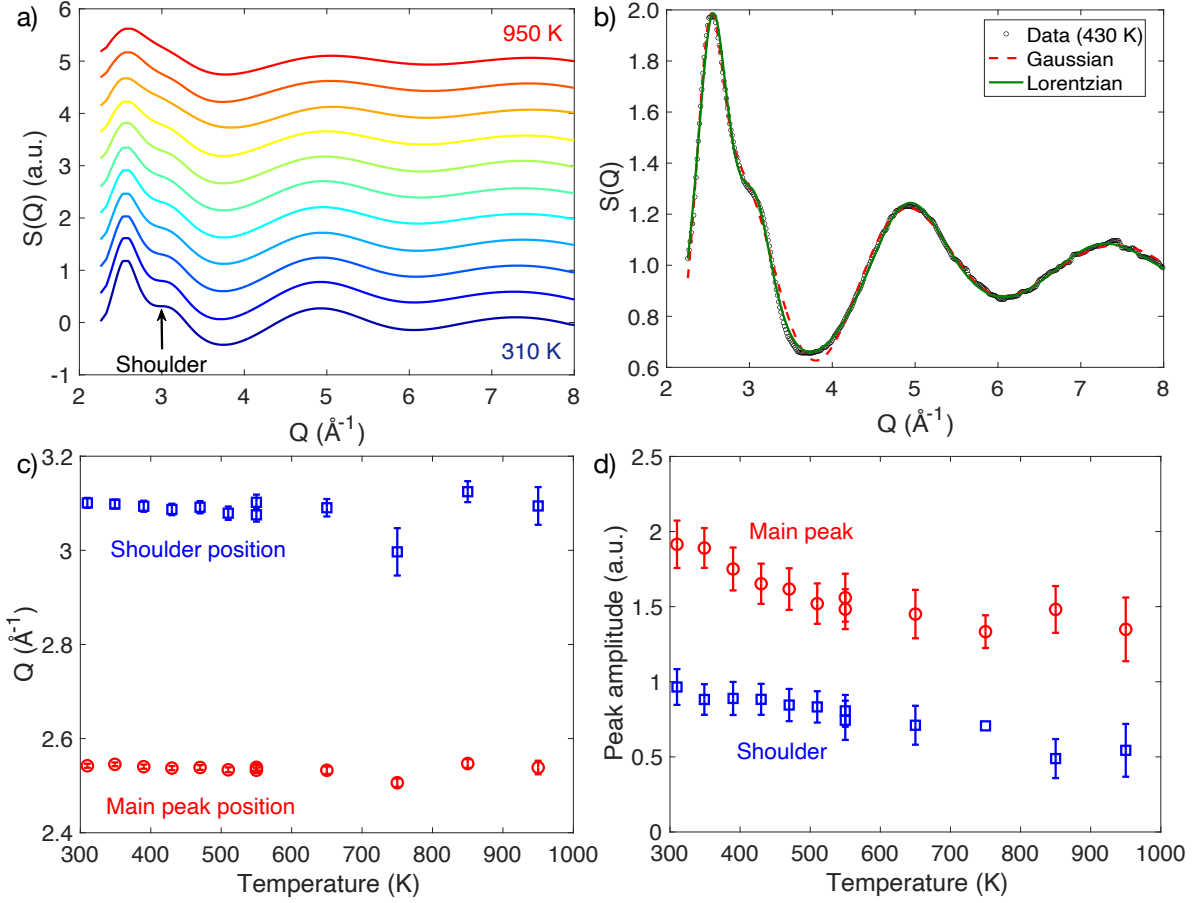 a)
6
5
4
3
2
1
0
-1
S(Q) (a.u.)
950 K
310 K
Shoulder
2 3 4 5 6 7 8
Q (Å-1)
b)
2.0
1.8
1.6
1.4
1.2
1.0
0.8
0.6
S(Q)
Data (430 K)
Gaussian
Lorentzian
2 3 4 5 6 7 8
Q (Å-1)
c)
3.2
3
2.8
2.6
2.4
Q (Å-1)
Shoulder position
Main peak position
300 400 500 600 700 800 900 1000
Temperature (K)
d)
2.5
2
1.5
1
0.5
0
Peak amplitude (a.u.)
Main peak
Shoulder
300 400 500 600 700 800 900 1000
Temperature (K)